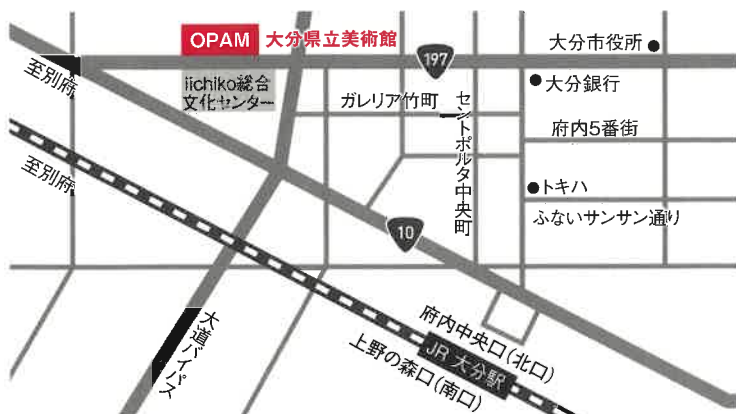 OPAM 大分県立美術館
197
大分市役所
至別府
iichiko総合
文化センター
大分銀行
ガレリア竹町
セントポルタ中央町
府内5番街
至別府
トキハ
ふないサンサン通り
10
大道バイパス
府内中央口(北口)
JR 大分駅
上野の森口(南口)